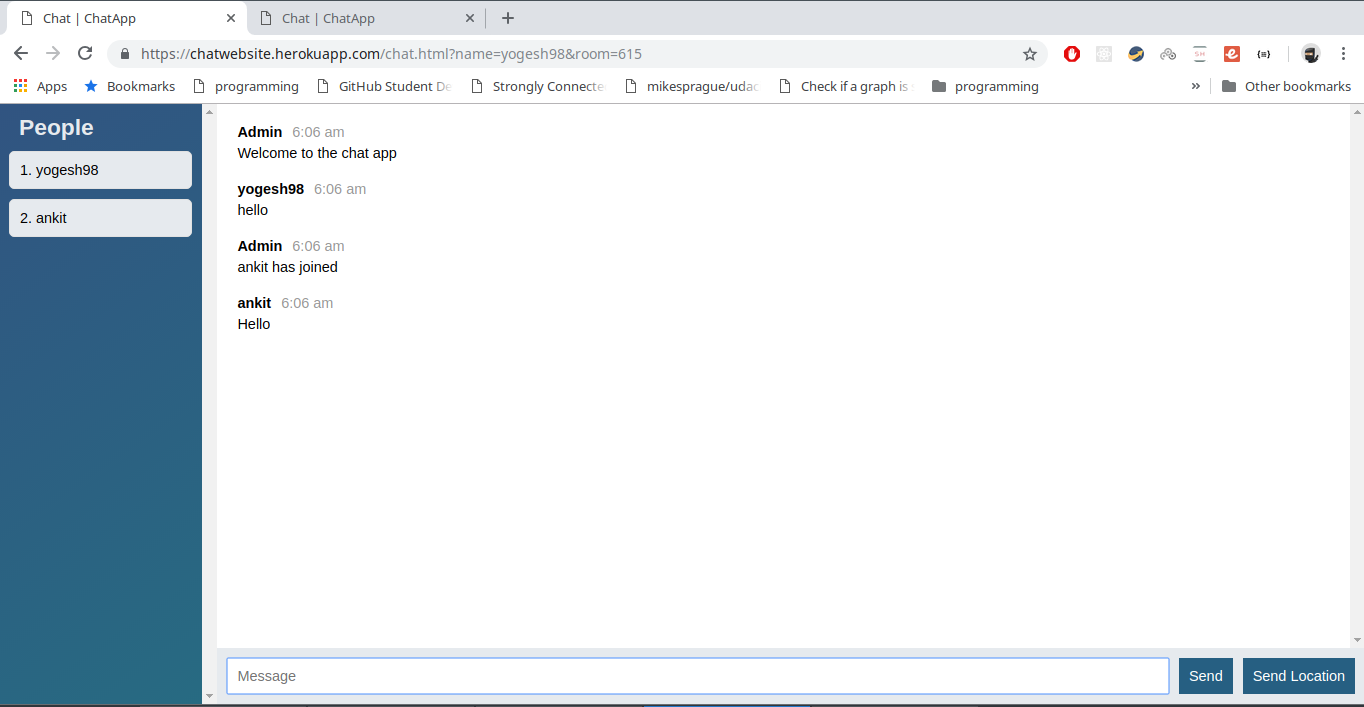 Chat | ChatApp
Chat | ChatApp
https://chatwebsite.herokuapp.com/chat.html?name=yogesh98&room=615
Apps
Bookmarks
programming
GitHub Student De
Strongly Connecte
mikesprague/udac
Check if a graph is
programming
»
Other bookmarks
People
1. yogesh98
2. ankit
Admin 6:06 am
Welcome to the chat app
yogesh98 6:06 am
hello
Admin 6:06 am
ankit has joined
ankit 6:06 am
Hello
Message
Send
Send Location